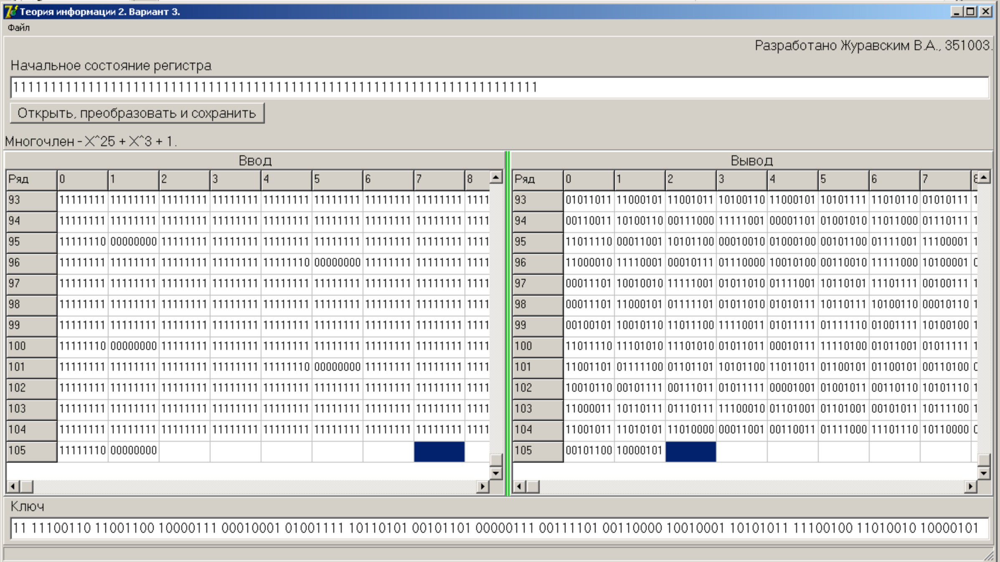 Теория информации 2. Вариант 3.
Файл
Разработано Журавским В.А., 351003.
Начальное состояние регистра
Открыть, преобразовать и сохранить
Многочлен - X^25 + X^3 + 1.
Ввод
Ряд 0 1 2 3 4 5 6 7 8
93 11111111 11111111 11111111 11111111 11111111 11111111 11111111 11111111 1111
94 11111111 11111111 11111111 11111111 11111111 11111111 11111111 11111111 1111
95 11111110 00000000 11111111 11111111 11111111 11111111 11111111 11111111 1111
96 11111111 11111111 11111111 11111111 11111110 00000000 11111111 11111111 1111
97 11111111 11111111 11111111 11111111 11111111 11111111 11111111 11111111 1111
98 11111111 11111111 11111111 11111111 11111111 11111111 11111111 11111111 1111
99 11111111 11111111 11111111 11111111 11111111 11111111 11111111 11111111 1111
100 11111110 00000000 11111111 11111111 11111111 11111111 11111111 11111111 1111
101 11111111 11111111 11111111 11111111 11111110 00000000 11111111 11111111 1111
102 11111111 11111111 11111111 11111111 11111111 11111111 11111111 11111111 1111
103 11111111 11111111 11111111 11111111 11111111 11111111 11111111 11111111 1111
104 11111111 11111111 11111111 11111111 11111111 11111111 11111111 11111111 1111
105 11111110 00000000
Вывод
Ряд 0 1 2 3 4 5 6 7 8
93 01011011 11000101 11001011 10100110 11000101 10101111 11010110 01010111 1
94 00110011 10100110 00111000 11111001 00001101 01001010 11011000 01110111 1
95 11011110 00011001 10101100 00010010 01000100 00101100 01111001 11100001 1
96 11000010 11110001 00010111 01110000 10010100 00110010 11111000 10100001 0
97 00011101 10010010 11111001 01011010 01111001 10110101 11101111 00100111 1
98 00011101 11000101 01111101 01011010 01010111 10110111 10100110 00010110 1
99 00100101 10010110 11011100 11110011 01011111 01111110 01001111 10100100 1
100 11011110 11101010 11101010 01011011 00010111 11110100 01011001 01011111 1
101 11001101 01111100 01101101 10101100 11011011 01100101 01100101 00110100 0
102 10010110 00101111 00111011 01011111 00001001 01001011 00110110 10101110 1
103 11000011 10110111 01110111 11100010 01101001 01101001 00101011 10111100 1
104 11001011 11010101 11010000 00011001 00110011 01111000 11101110 10110000 0
105 00101100 10000101
Ключ
11 11100110 11001100 10000111 00010001 01001111 10110101 00101101 00000111 00111101 00110000 10010001 10101011 11100100 11010010 10000101